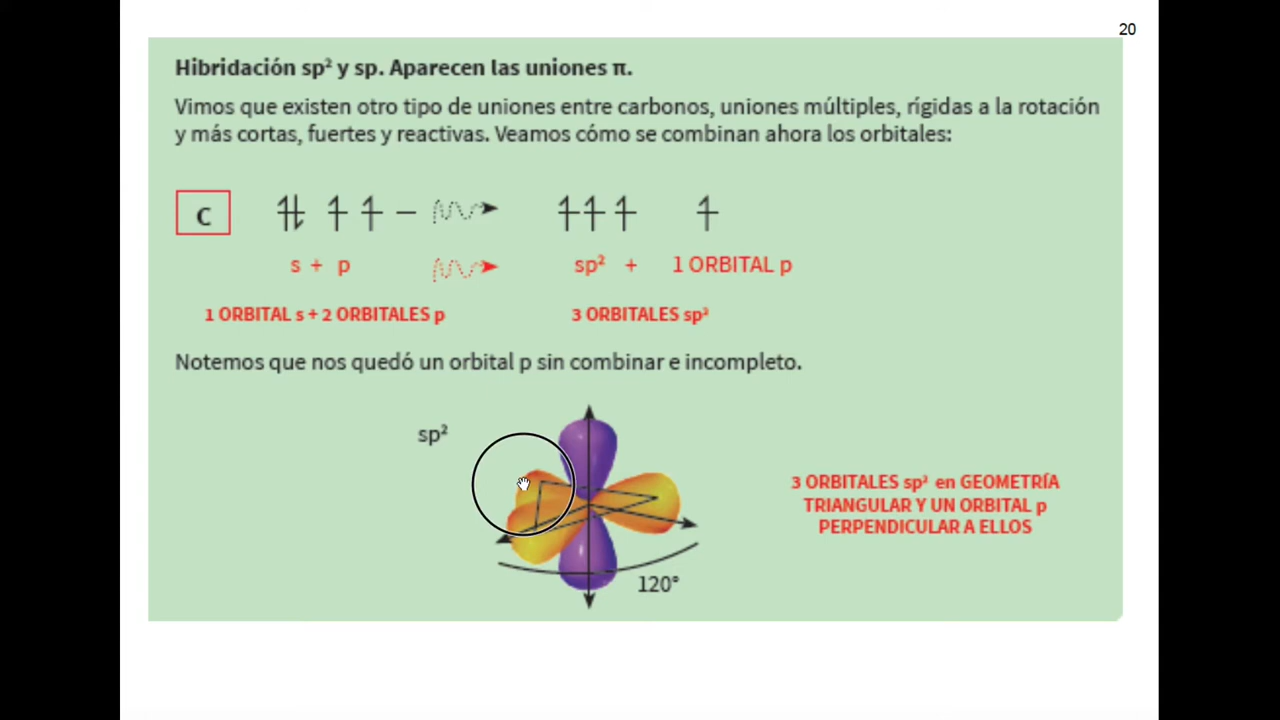 20
Hibridación sp² y sp. Aparecen las uniones π.
Vimos que existen otro tipo de uniones entre carbonos, uniones múltiples, rígidas a la rotación
y más cortas, fuertes y reactivas. Veamos cómo se combinan ahora los orbitales:
C
s + p sp² + 1 ORBITAL p
1 ORBITAL s + 2 ORBITALES p 3 ORBITALES sp²
Notemos que nos quedó un orbital p sin combinar e incompleto.
sp²
3 ORBITALES sp² en GEOMETRÍA
TRIANGULAR Y UN ORBITAL p
PERPENDICULAR A ELLOS
120°